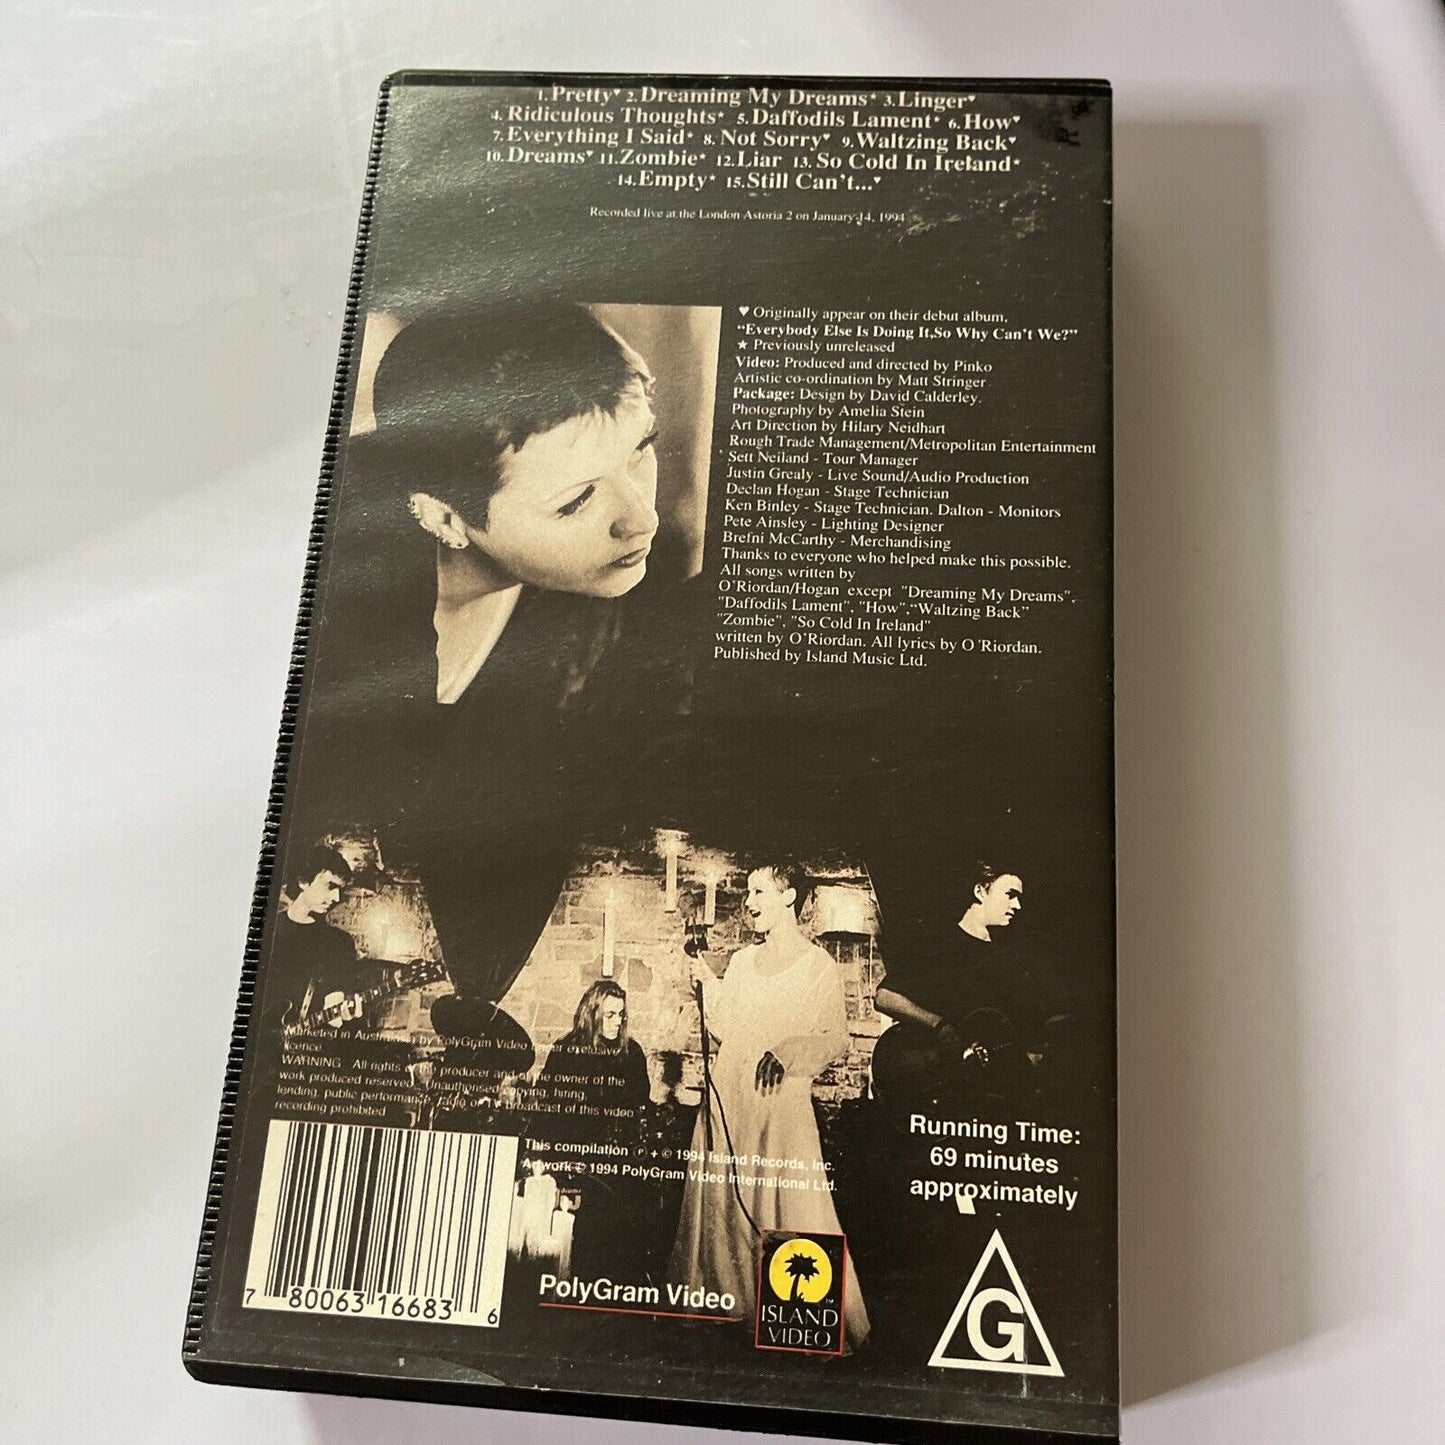 1.Pretty♥ 2.Dreaming My Dreams★ 3.Linger♥
4.Ridiculous Thoughts★ 5.Daffodils Lament★ 6.How♥
7.Everything I Said★ 8.Not Sorry♥ 9.Waltzing Back♥
10.Dreams♥ 11.Zombie★ 12.Liar 13.So Cold In Ireland★
14.Empty★ 15.Still Can't...♥
Recorded live at the London Astoria 2 on January 14, 1994
♥ Originally appear on their debut album,
"Everybody Else Is Doing It,So Why Can't We?"
★ Previously unreleased
Video: Produced and directed by Pinko
Artistic co-ordination by Matt Stringer
Package: Design by David Calderley.
Photography by Amelia Stein
Art Direction by Hilary Neidhart
Rough Trade Management/Metropolitan Entertainment
Sett Neiland - Tour Manager
Justin Grealy - Live Sound/Audio Production
Declan Hogan - Stage Technician
Ken Binley - Stage Technician. Dalton - Monitors
Pete Ainsley - Lighting Designer
Brefni McCarthy - Merchandising
Thanks to everyone who helped make this possible.
All songs written by
O'Riordan/Hogan except "Dreaming My Dreams",
"Daffodils Lament", "How","Waltzing Back"
"Zombie", "So Cold In Ireland"
written by O'Riordan. All lyrics by O'Riordan.
Published by Island Music Ltd.
Marketed in Australia by PolyGram Video under exclusive
licence
WARNING All rights of the producer and of the owner of the
work produced reserved. Unauthorised copying, hiring,
lending, public performance, radio or TV broadcast of this video
recording prohibited
This compilation ℗ + © 1994 Island Records, Inc.
Artwork © 1994 PolyGram Video International Ltd.
Running Time:
69 minutes
approximately
7 80063 16683 6
PolyGram Video
ISLAND
VIDEO
™
G